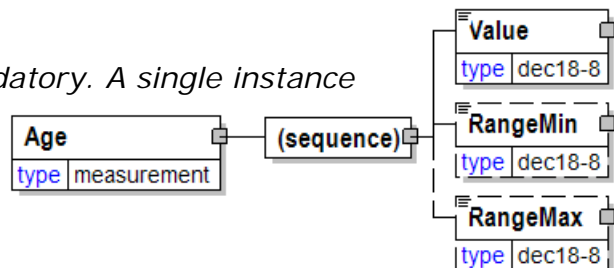 Value
type dec18-8
datory. A single instance
RangeMin
type dec18-8
Age
type measurement
(sequence)
RangeMax
type dec18-8